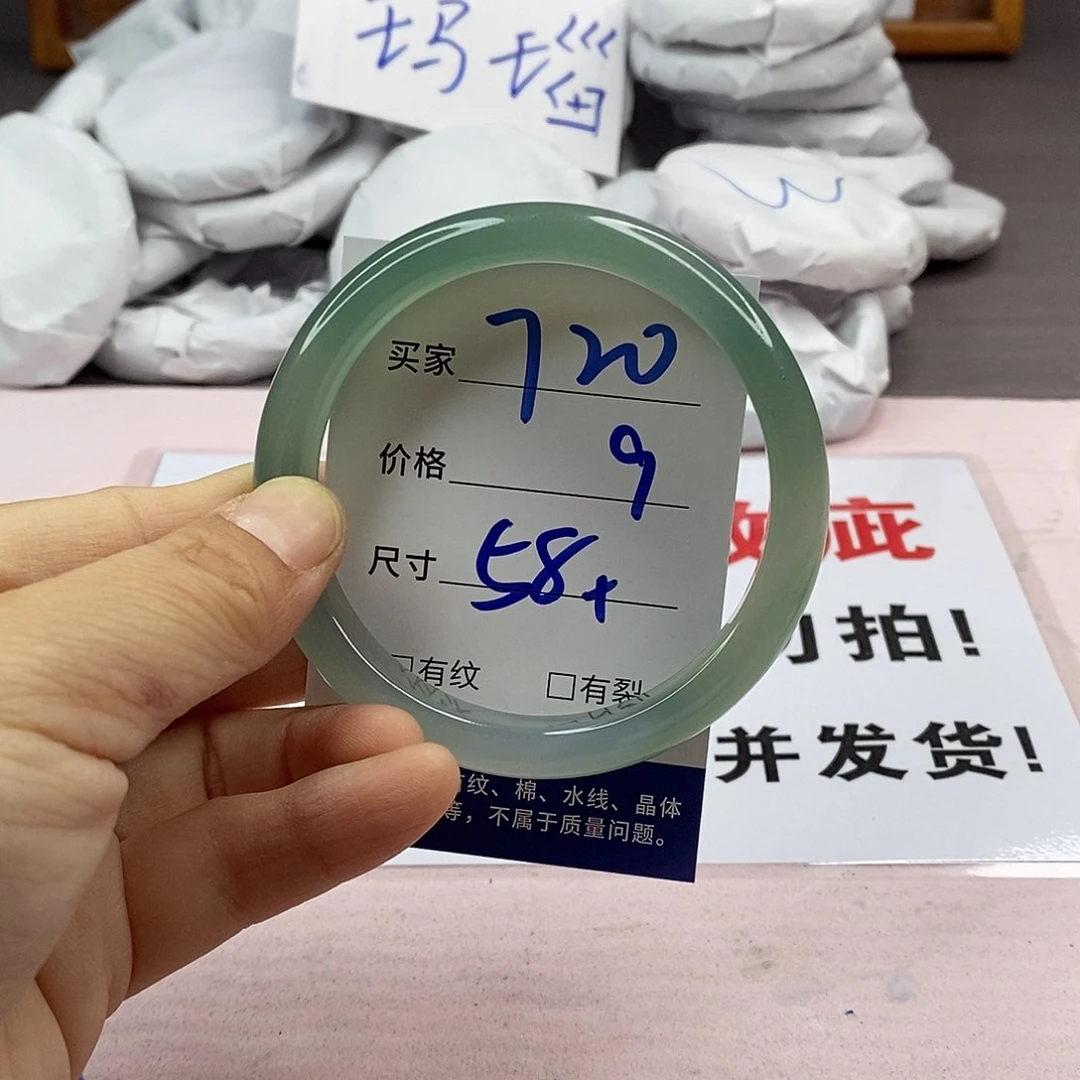 玛瑙
W
买家 720
价格 9
尺寸 58+
□有纹 □有裂
疵
拍!
并发货!
纹、棉、水线、晶体
等，不属于质量问题。